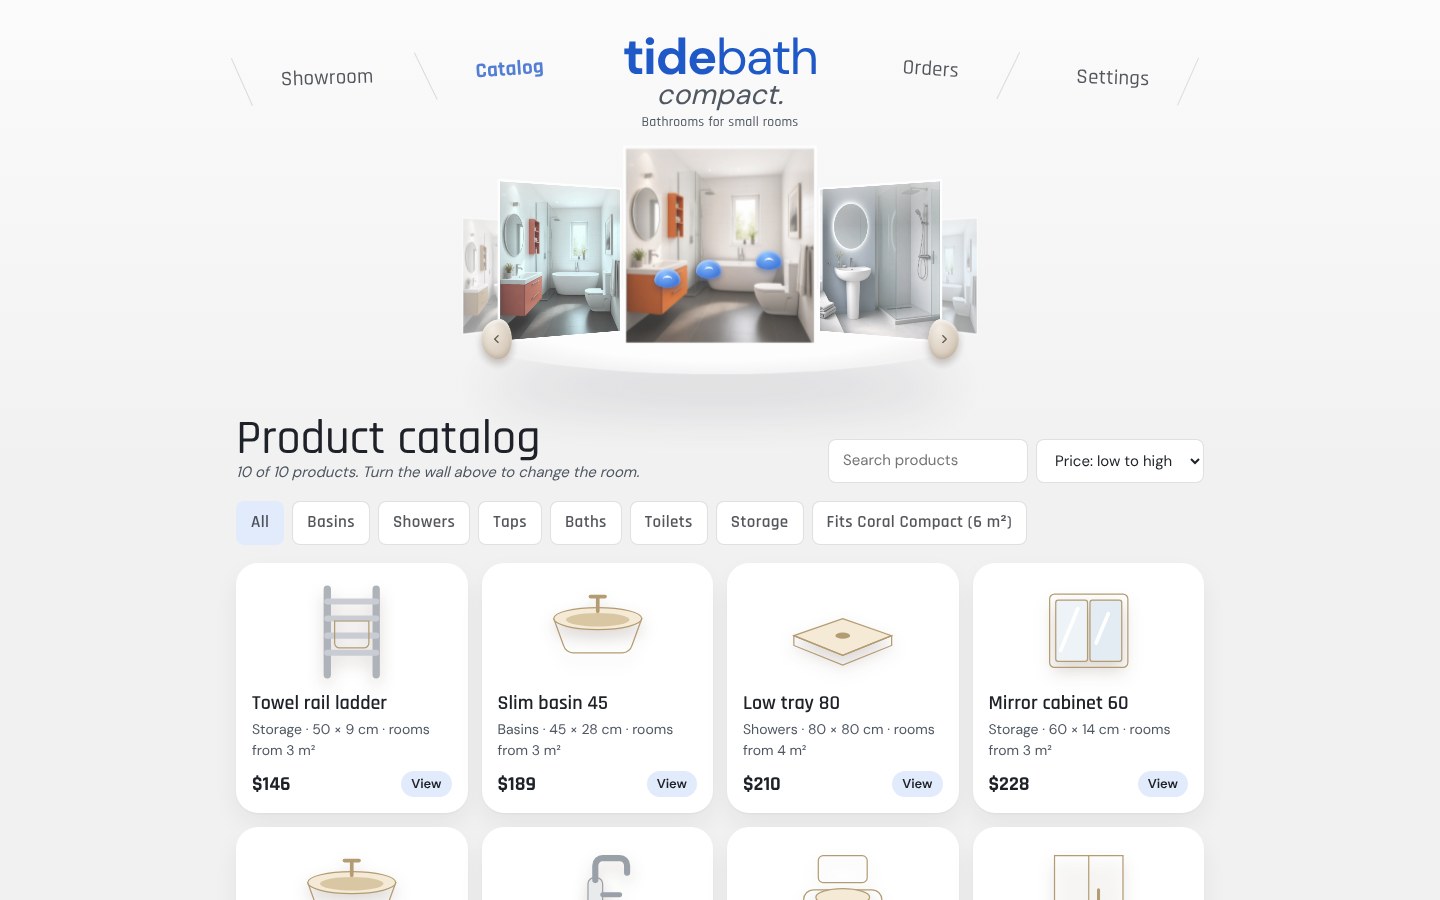 Showroom
Catalog
tidebath
compact.
Bathrooms for small rooms
Orders
Settings
Product catalog
10 of 10 products. Turn the wall above to change the room.
Search products
Price: low to high
All
Basins
Showers
Taps
Baths
Toilets
Storage
Fits Coral Compact (6 m²)
Towel rail ladder
Storage · 50 × 9 cm · rooms
from 3 m²
$146
View
Slim basin 45
Basins · 45 × 28 cm · rooms
from 3 m²
$189
View
Low tray 80
Showers · 80 × 80 cm · rooms
from 4 m²
$210
View
Mirror cabinet 60
Storage · 60 × 14 cm · rooms
from 3 m²
$228
View